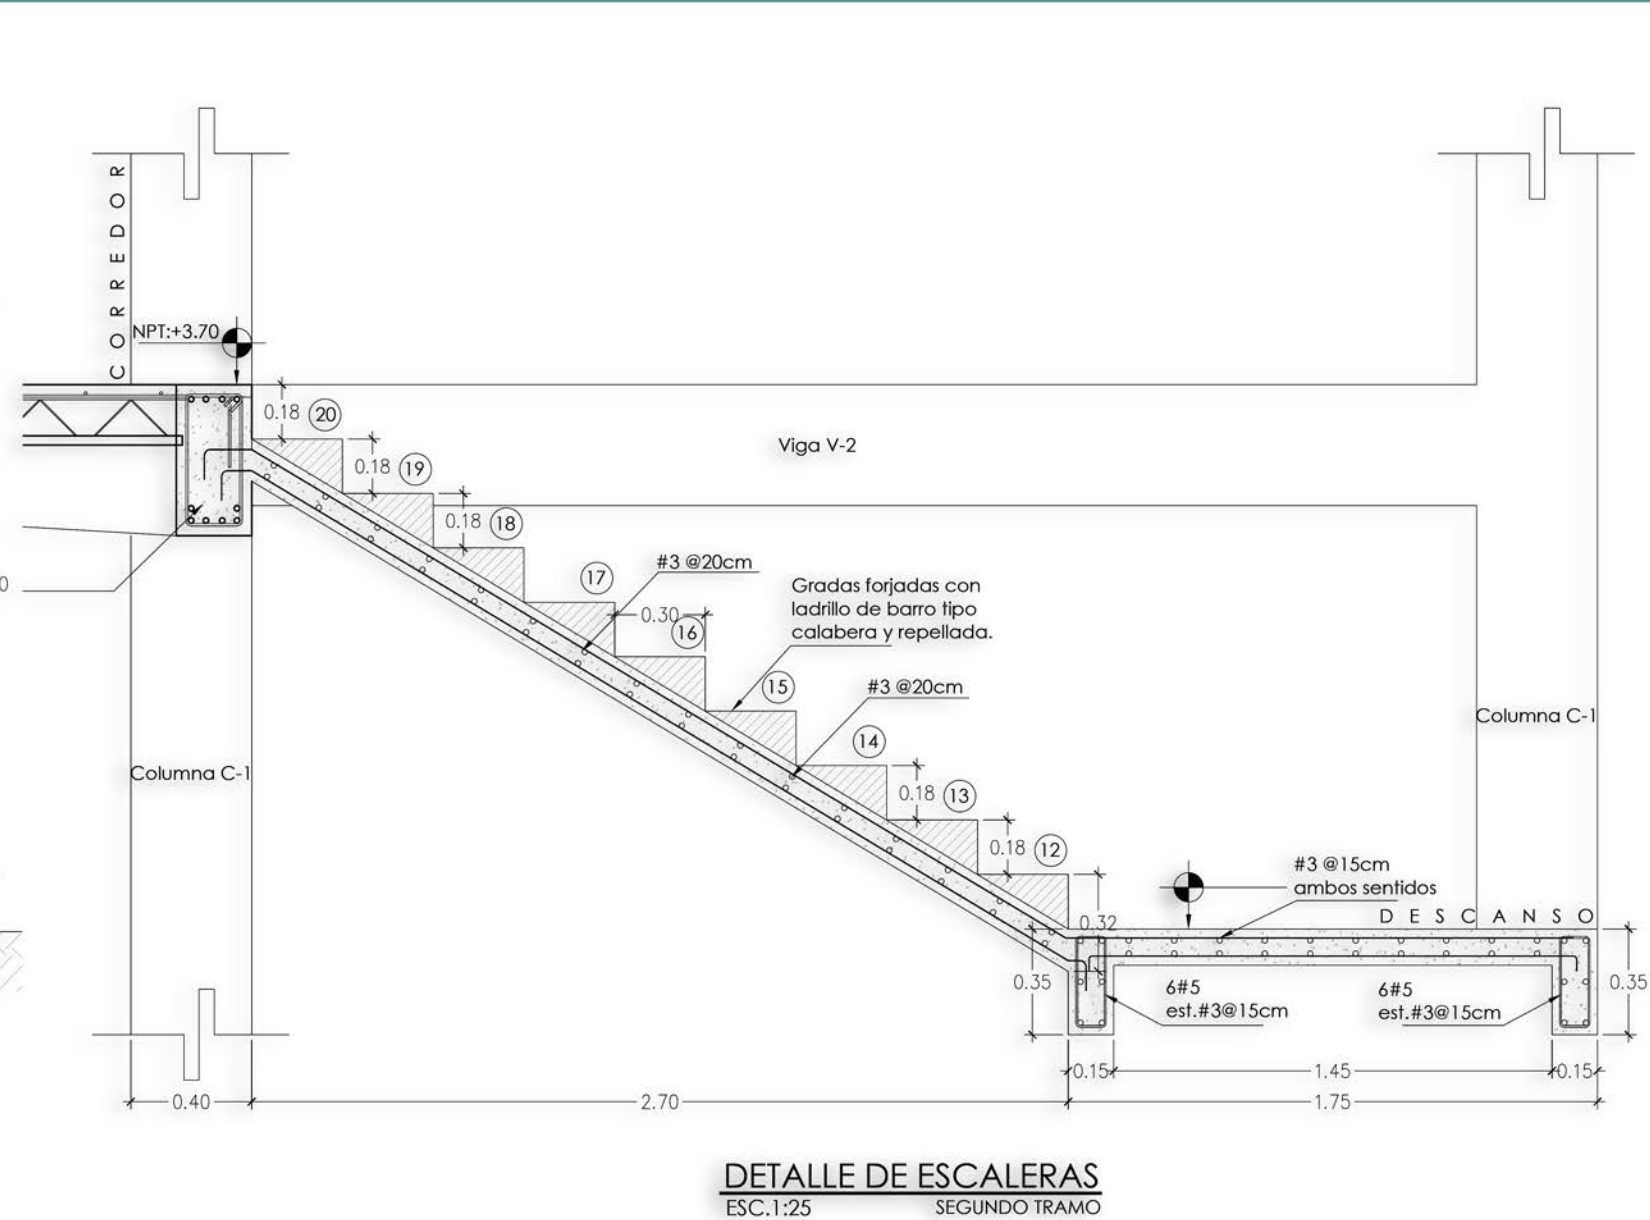 CORREDOR
NPT:+3.70
0.18 20
0.18 19
Viga V-2
0.18 18
#3 @20cm
17
Gradas forjadas con
ladrillo de barro tipo
calabera y repellada.
0.30
16
0
15
#3 @20cm
Columna C-1
14
Columna C-1
0.18 13
0.18 12
#3 @15cm
ambos sentidos
DESCANSO
0.32
0.35
6#5
est.#3@15cm
6#5
est.#3@15cm
0.35
0.15
1.45
0.15
0.40
2.70
1.75
DETALLE DE ESCALERAS
ESC.1:25 SEGUNDO TRAMO